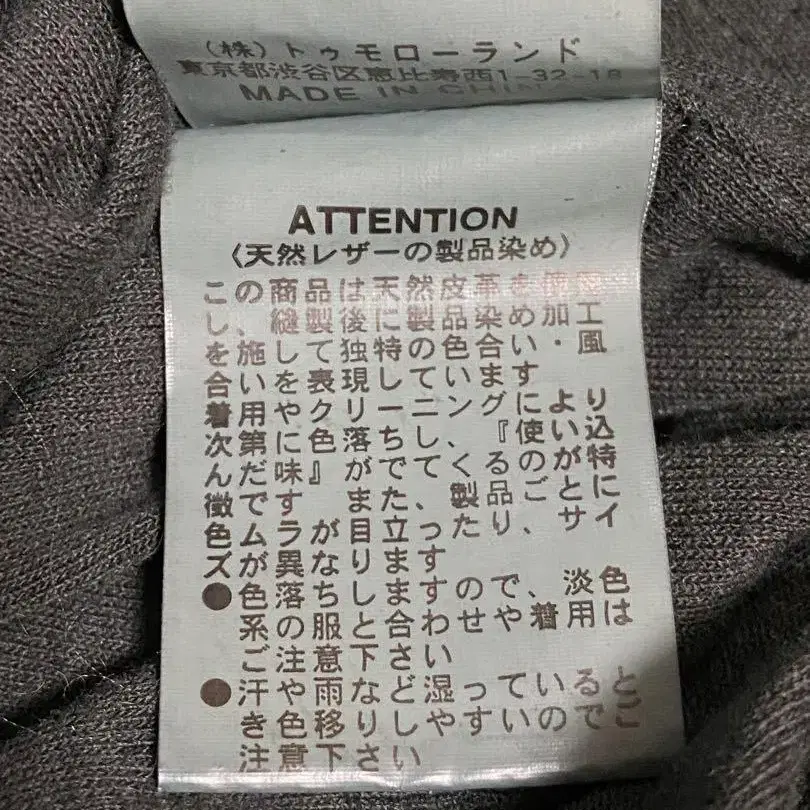 (株)トゥモローランド
東京都渋谷区恵比寿西1-32-18
MADE IN CHINA
ATTENTION
〈天然レザーの製品染め〉
この商品は天然皮革を使用
し、縫製後に製品染め加工
を施して独特の色合い・風
合いを表現しています
着用やクリーニングにより
次第に色落ちし、『使い込
んだ味』がでてくるのが特
徴です　また、製品ごとに
色ムラが目立ったり、サイ
ズが異なります
●色落ちしますので、淡色
系の服と合わせや着用は
ご注意下さい
●汗や雨など湿っていると
き色移りしやすいのでご
注意下さい